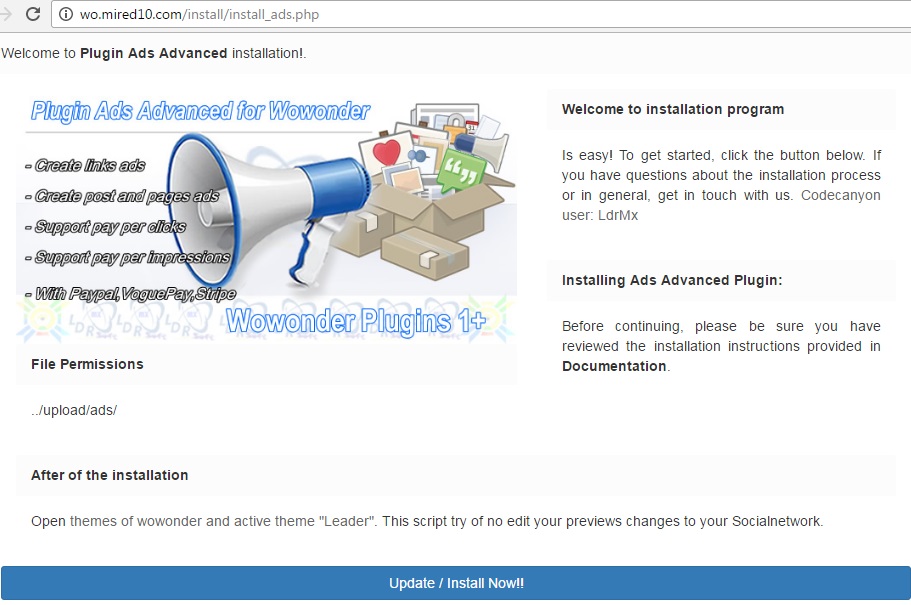 wo.mired10.com/install/install_ads.php
Welcome to Plugin Ads Advanced installation!.
Plugin Ads Advanced for Wowonder
- Create links ads
- Create post and pages ads
- Support pay per clicks
- Support pay per impressions
- With Paypal,VoguePay,Stripe
Wowonder Plugins 1+
File Permissions
../upload/ads/
Welcome to installation program
Is easy! To get started, click the button below. If
you have questions about the installation process
or in general, get in touch with us. Codecanyon
user: LdrMx
Installing Ads Advanced Plugin:
Before continuing, please be sure you have
reviewed the installation instructions provided in
Documentation.
After of the installation
Open themes of wowonder and active theme "Leader". This script try of no edit your previews changes to your Socialnetwork.
Update / Install Now!!